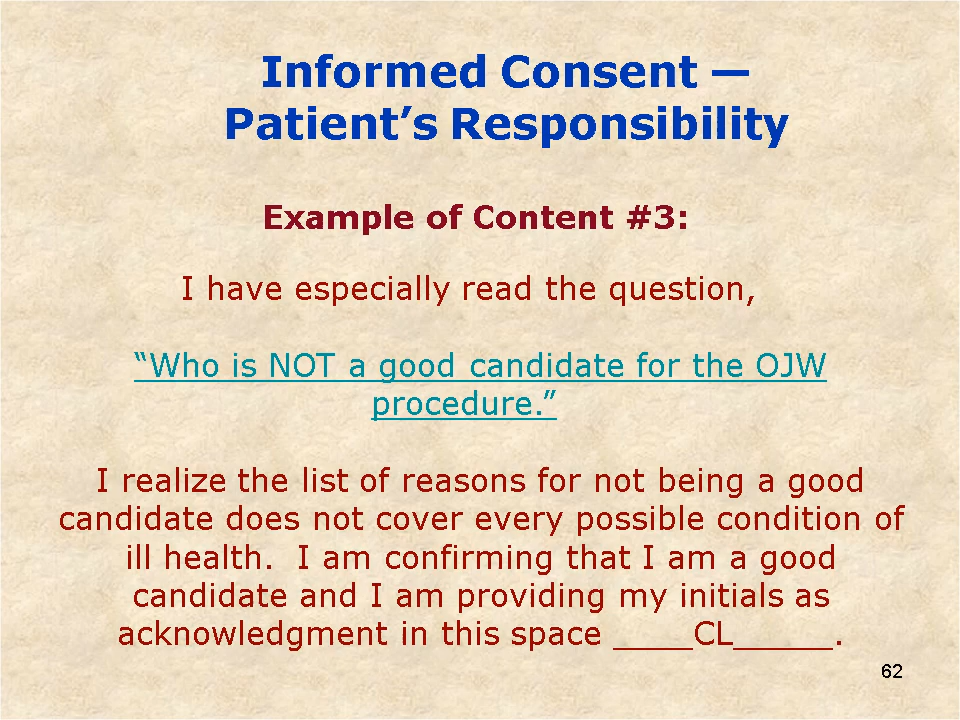 Informed Consent —
Patient’s Responsibility
Example of Content #3:
I have especially read the question,
“Who is NOT a good candidate for the OJW
procedure.”
I realize the list of reasons for not being a good
candidate does not cover every possible condition of
ill health.  I am confirming that I am a good
candidate and I am providing my initials as
acknowledgment in this space ____CL_____.
62